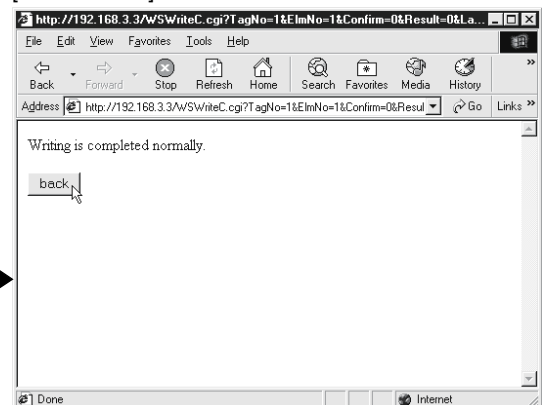 http://192.168.3.3/WSWriteC.cgi?TagNo=1&ElmNo=1&Confirm=0&Result=0&La...
File Edit View Favorites Tools Help
Back Forward Stop Refresh Home Search Favorites Media History »
Address http://192.168.3.3/WSWriteC.cgi?TagNo=1&ElmNo=1&Confirm=0&Resul Go Links »
Writing is completed normally.
back
Done Internet